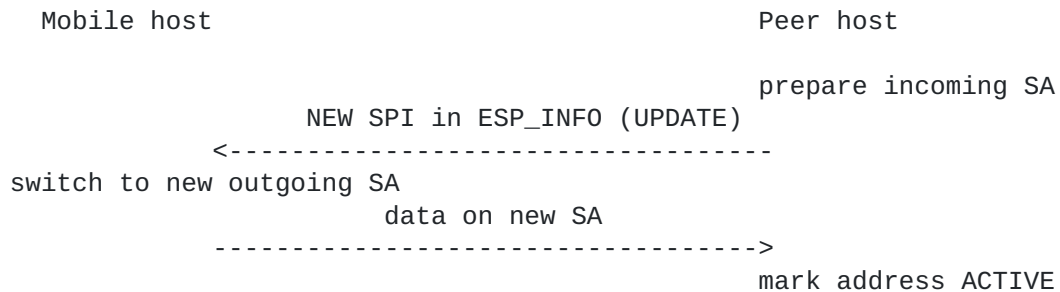 Mobile host Peer host
prepare incoming SA
NEW SPI in ESP_INFO (UPDATE)
<-----------------------------------
switch to new outgoing SA
data on new SA
----------------------------------->
mark address ACTIVE